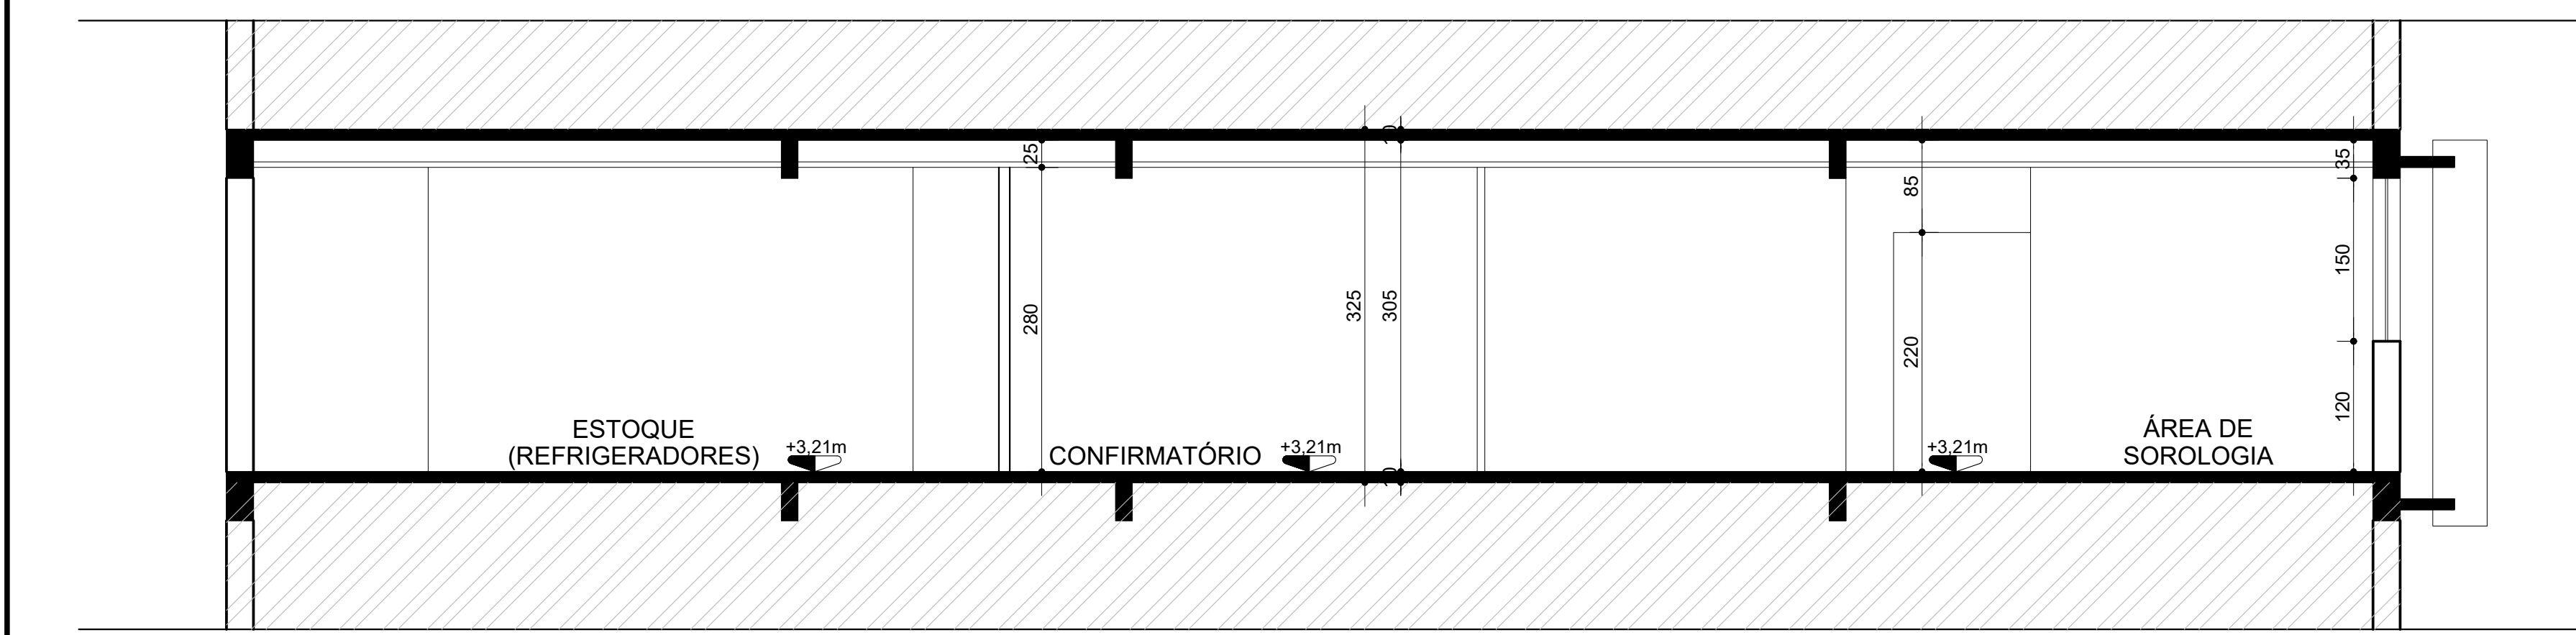 25
280
325
305
85
220
35
150
120
ESTOQUE
(REFRIGERADORES)
+3,21m
CONFIRMATÓRIO
+3,21m
+3,21m
ÁREA DE
SOROLOGIA